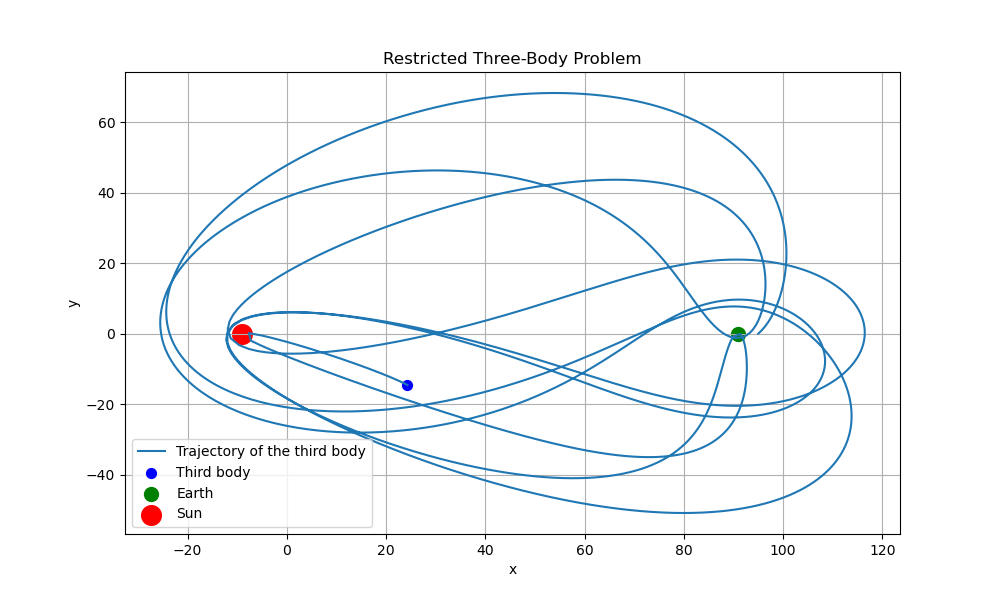 Restricted Three-Body Problem
y
60
40
20
0
−20
−40
Trajectory of the third body
Third body
Earth
Sun
−20 0 20 40 60 80 100 120
x